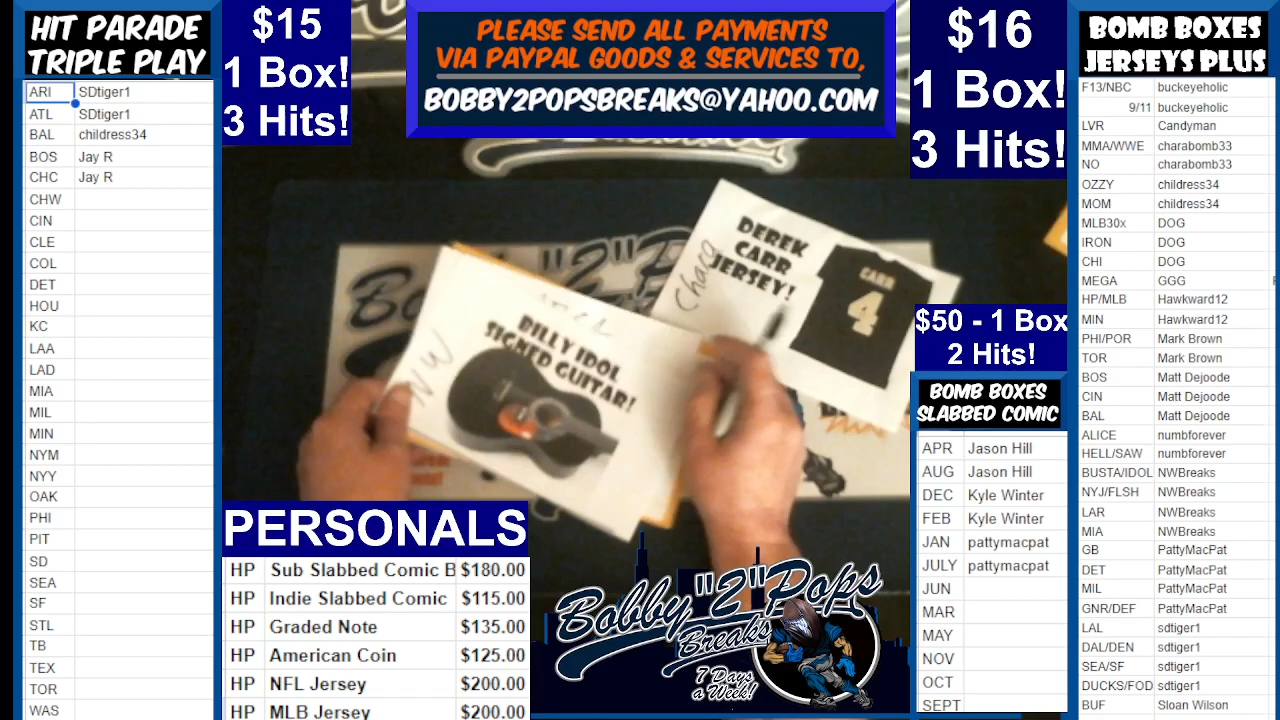 HIT PARADE
TRIPLE PLAY
ARI SDtiger1
ATL SDtiger1
BAL childress34
BOS Jay R
CHC Jay R
CHW
CIN
CLE
COL
DET
HOU
KC
LAA
LAD
MIA
MIL
MIN
NYM
NYY
OAK
PHI
PIT
SD
SEA
SF
STL
TB
TEX
TOR
WAS
$15
1 Box!
3 Hits!
PLEASE SEND ALL PAYMENTS
VIA PAYPAL GOODS & SERVICES TO,
BOBBY2POPSBREAKS@YAHOO.COM
DEREK
CARR
JERSEY!
CARR
4
BILLY IDOL
SIGNED GUITAR!
NW
PERSONALS
HP Sub Slabbed Comic B $180.00
HP Indie Slabbed Comic $115.00
HP Graded Note $135.00
HP American Coin $125.00
HP NFL Jersey $200.00
HP MLB Jersey $200.00
Bobby "2" Pops
Breaks
7 Days
a Week!
$16
1 Box!
3 Hits!
$50 - 1 Box
2 Hits!
BOMB BOXES
SLABBED COMIC
APR Jason Hill
AUG Jason Hill
DEC Kyle Winter
FEB Kyle Winter
JAN pattymacpat
JULY pattymacpat
JUN
MAR
MAY
NOV
OCT
SEPT
BOMB BOXES
JERSEYS PLUS
F13/NBC buckeyeholic
9/11 buckeyeholic
LVR Candyman
MMA/WWE charabomb33
NO charabomb33
OZZY childress34
MOM childress34
MLB30x DOG
IRON DOG
CHI DOG
MEGA GGG
HP/MLB Hawkward12
MIN Hawkward12
PHI/POR Mark Brown
TOR Mark Brown
BOS Matt Dejoode
CIN Matt Dejoode
BAL Matt Dejoode
ALICE numbforever
HELL/SAW numbforever
BUSTA/IDOL NWBreaks
NYJ/FLSH NWBreaks
LAR NWBreaks
MIA NWBreaks
GB PattyMacPat
DET PattyMacPat
MIL PattyMacPat
GNR/DEF PattyMacPat
LAL sdtiger1
DAL/DEN sdtiger1
SEA/SF sdtiger1
DUCKS/FOD sdtiger1
BUF Sloan Wilson